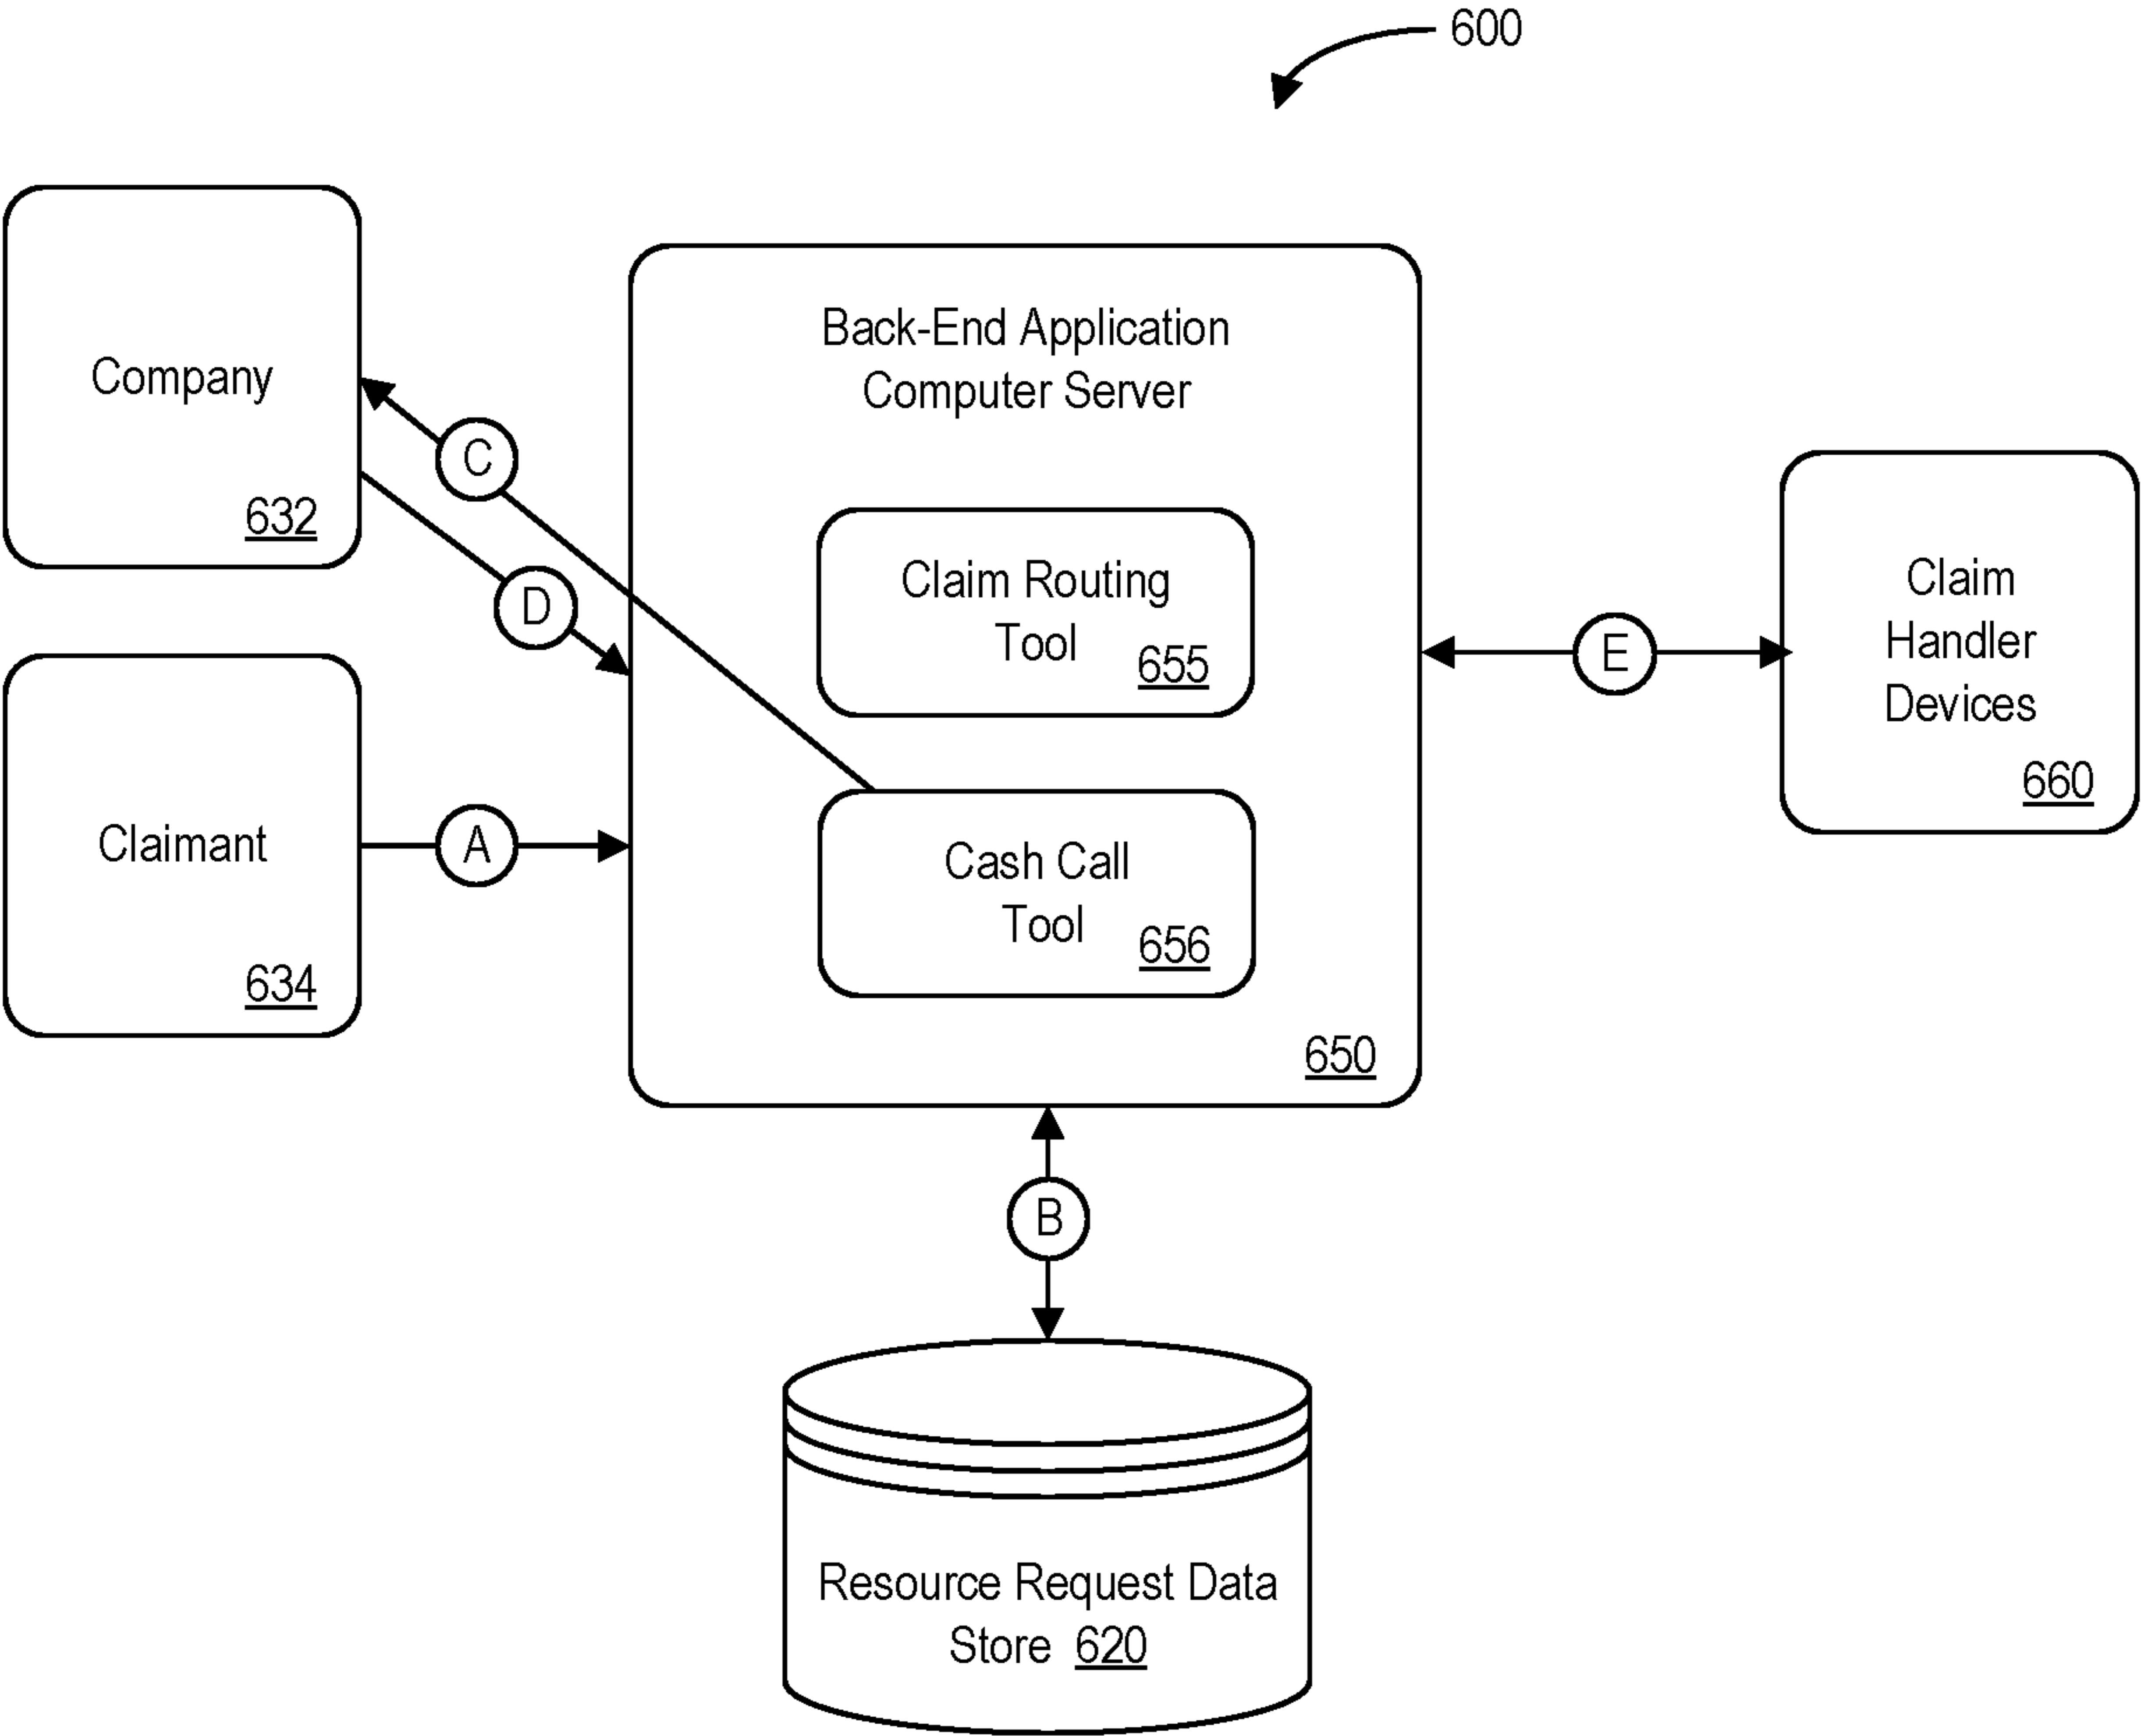 600
Company
632
C
D
Claimant
634
A
Back-End Application
Computer Server
Claim Routing
Tool 655
Cash Call
Tool 656
650
E
Claim
Handler
Devices
660
B
Resource Request Data
Store 620